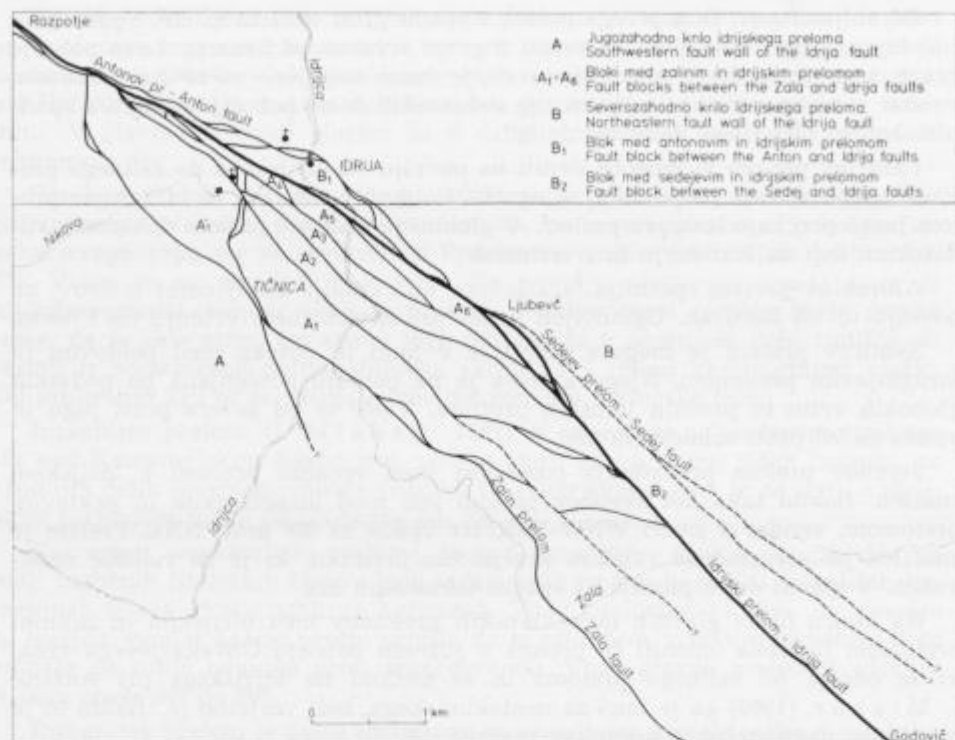 Razpotje
Antonov pr. - Anton fault
Idrijca
IDRIJA
Nikova
TIČNICA
Ljubevč
Sedejev prelom
Sedej fault
Zala prelom
Zala
Zala fault
Idrijski prelom
Idrija fault
Godovič
Idrijca
A
A₁
A₁
A₂
A₃
A₄
A₅
A₆
B
B₁
B₂
0
1 km
A Jugozahodno krilo idrijskega preloma
Southwestern fault wall of the Idrija fault
A₁-A₆ Bloki med zalinim in idrijskim prelomom
Fault blocks between the Zala and Idrija faults
B Severozahodno krilo idrijskega preloma
Northeastern fault wall of the Idrija fault
B₁ Blok med antonovim in idrijskim prelomom
Fault block between the Anton and Idrija faults
B₂ Blok med sedejevim in idrijskim prelomom
Fault block between the Sedej and Idrija faults